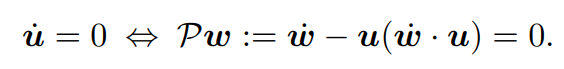 u̇ = 0 ⇔ 𝒫w := ẇ − u(ẇ · u) = 0.